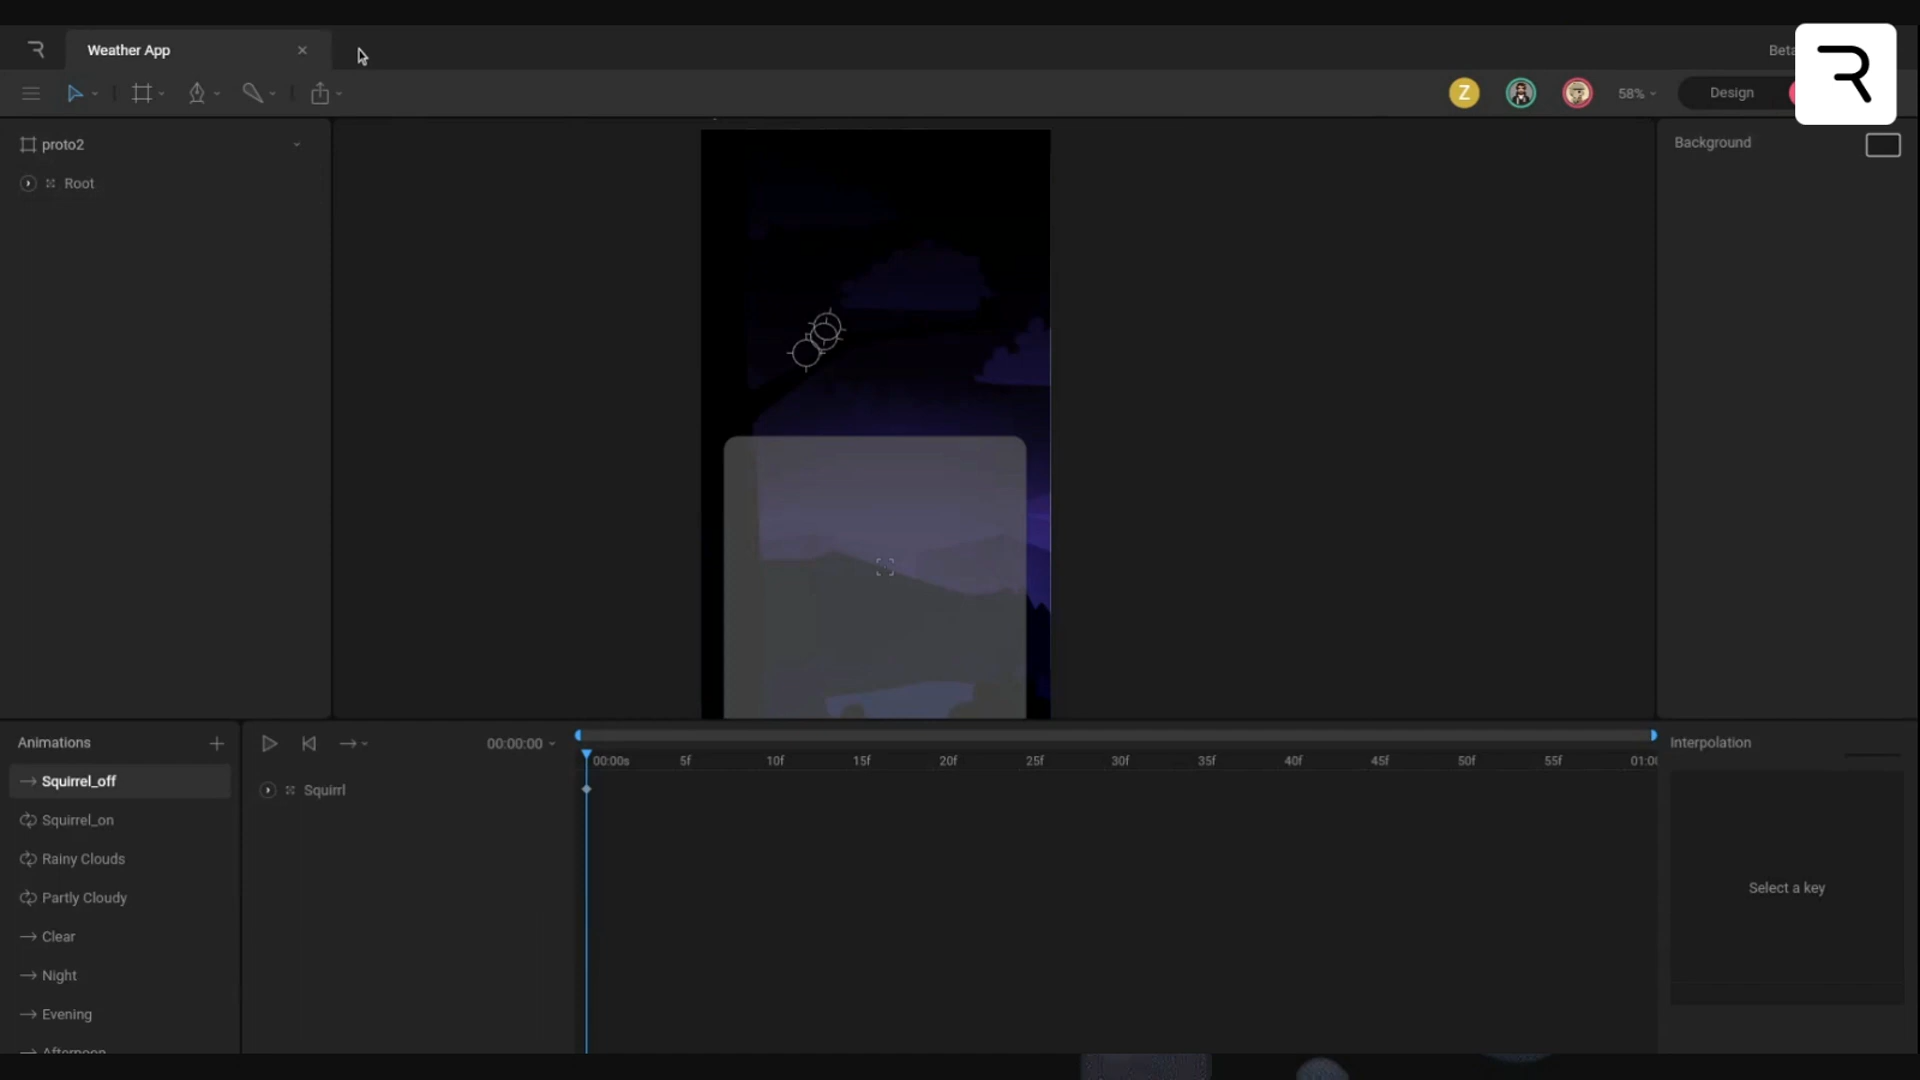 Weather App
Beta
Z
58%
Design
proto2
Root
Background
Animations
00:00:00
00:00s 5f 10f 15f 20f 25f 30f 35f 40f 45f 50f 55f
Interpolation
Squirrel_off
Squirrl
Squirrel_on
Rainy Clouds
Select a key
Partly Cloudy
Clear
Night
Evening
Afternoon